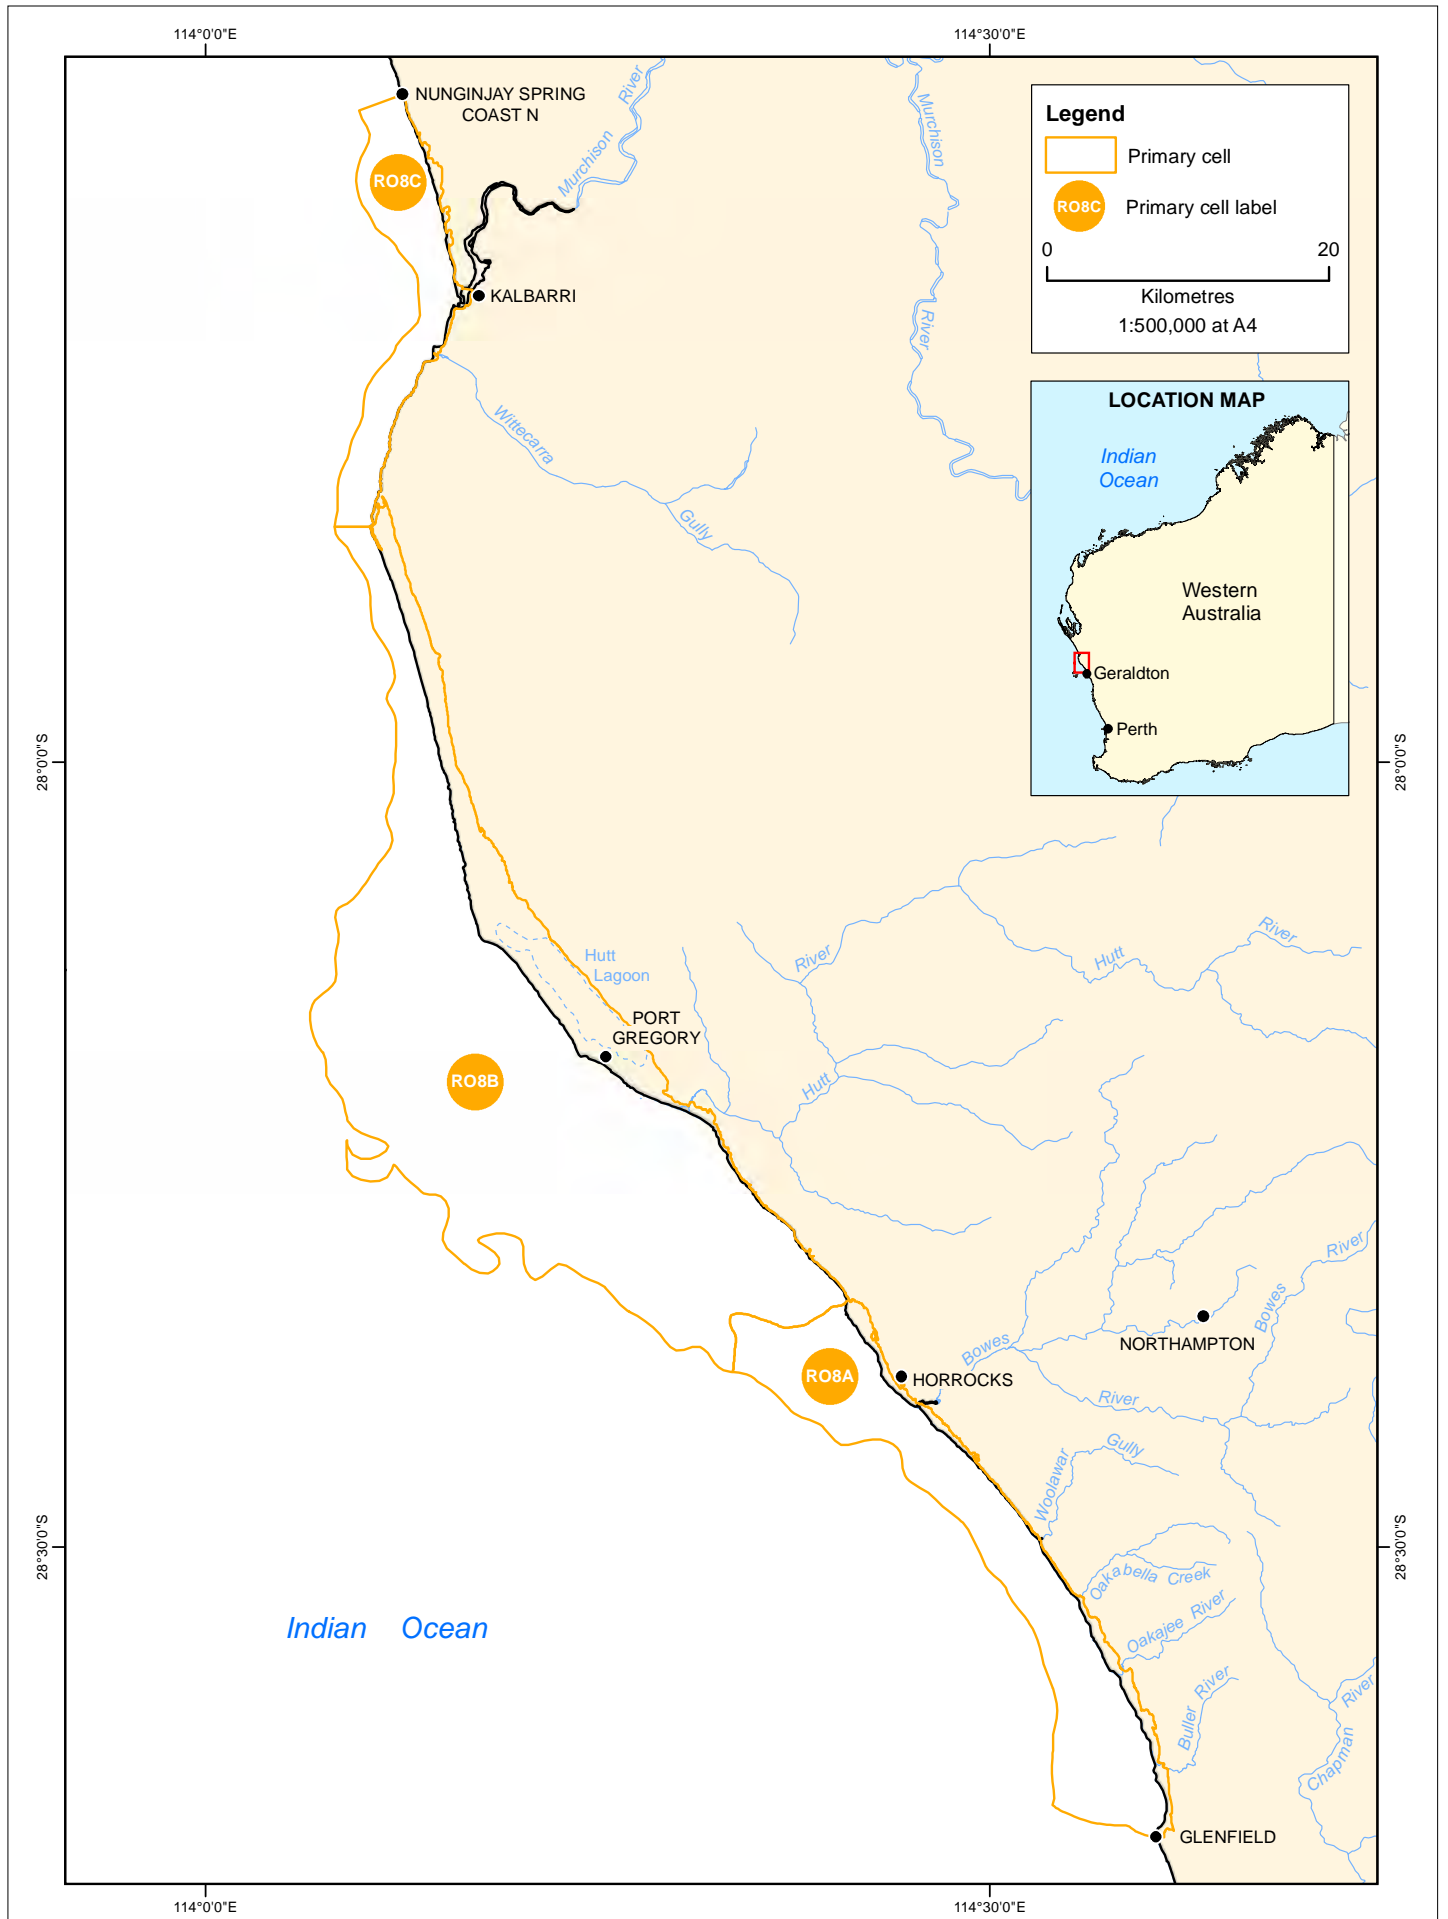 114°0'0"E
114°30'0"E
NUNGINJAY SPRING
COAST N
River
Murchison
Murchison
River
RO8C
KALBARRI
Legend
Primary cell
RO8C
Primary cell label
0
20
Kilometres
1:500,000 at A4
Wittecarra
Gully
LOCATION MAP
Indian
Ocean
Western
Australia
Geraldton
Perth
28°0'0"S
28°0'0"S
Hutt
Lagoon
River
Hutt
River
PORT
GREGORY
RO8B
Hutt
River
Bowes
NORTHAMPTON
Bowes
RO8A
HORROCKS
River
Gully
Woolawar
28°30'0"S
28°30'0"S
Oakabella Creek
Oakajee River
Indian Ocean
Buller River
River
Chapman
GLENFIELD
114°0'0"E
114°30'0"E